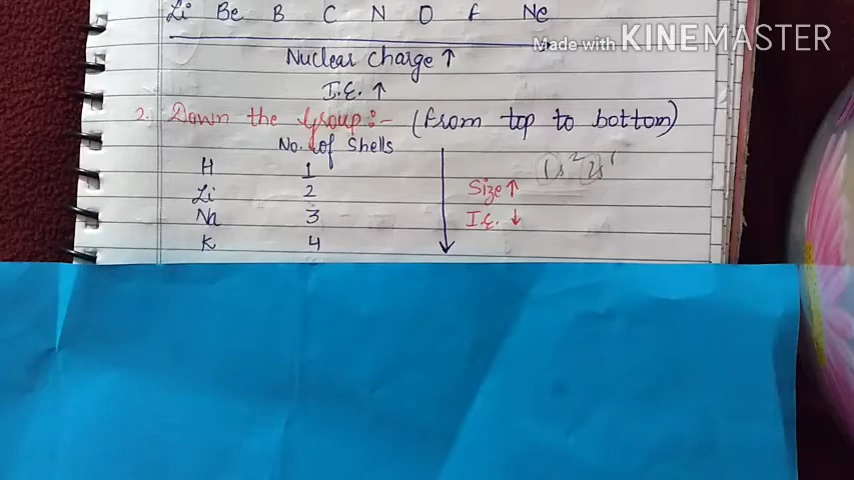 Li Be B C N O F Ne
Made with KINEMASTER
Nuclear Charge ↑
I.E. ↑
2. Down the Group:- (from top to bottom)
No. of Shells
H 1 1s² 2s¹
Li 2 Size ↑
Na 3 I.E. ↓
K 4